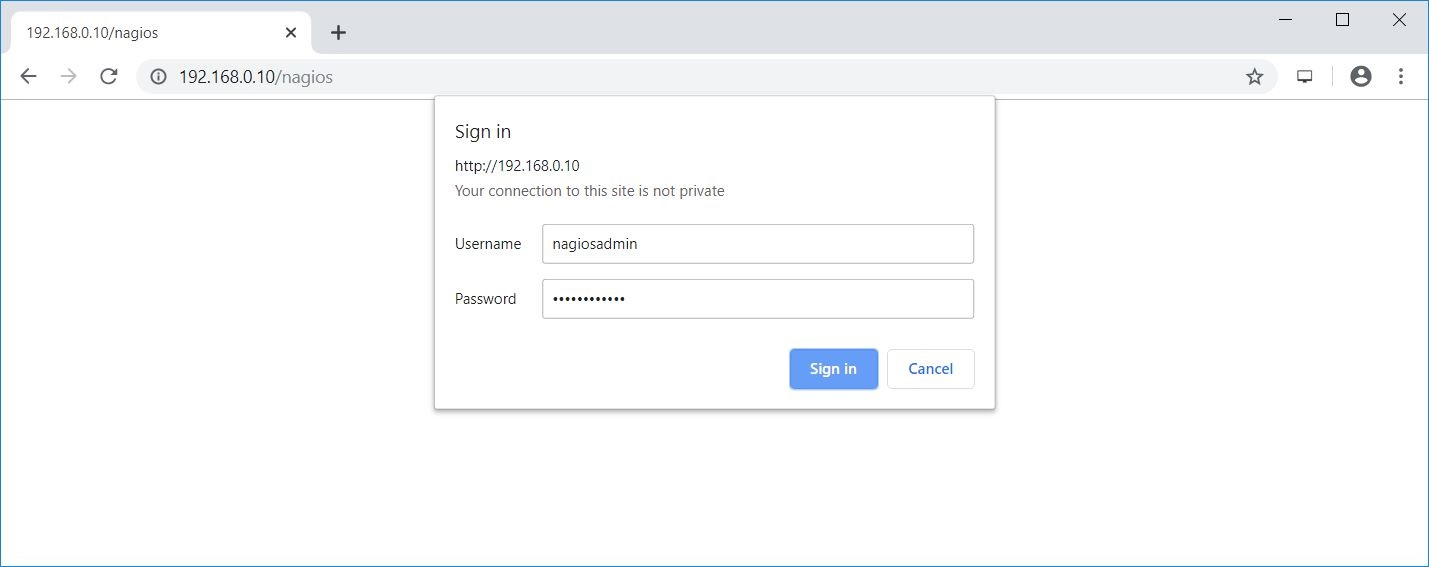 192.168.0.10/nagios
192.168.0.10/nagios
Sign in
http://192.168.0.10
Your connection to this site is not private
Username nagiosadmin
Password ••••••••••••
Sign in Cancel